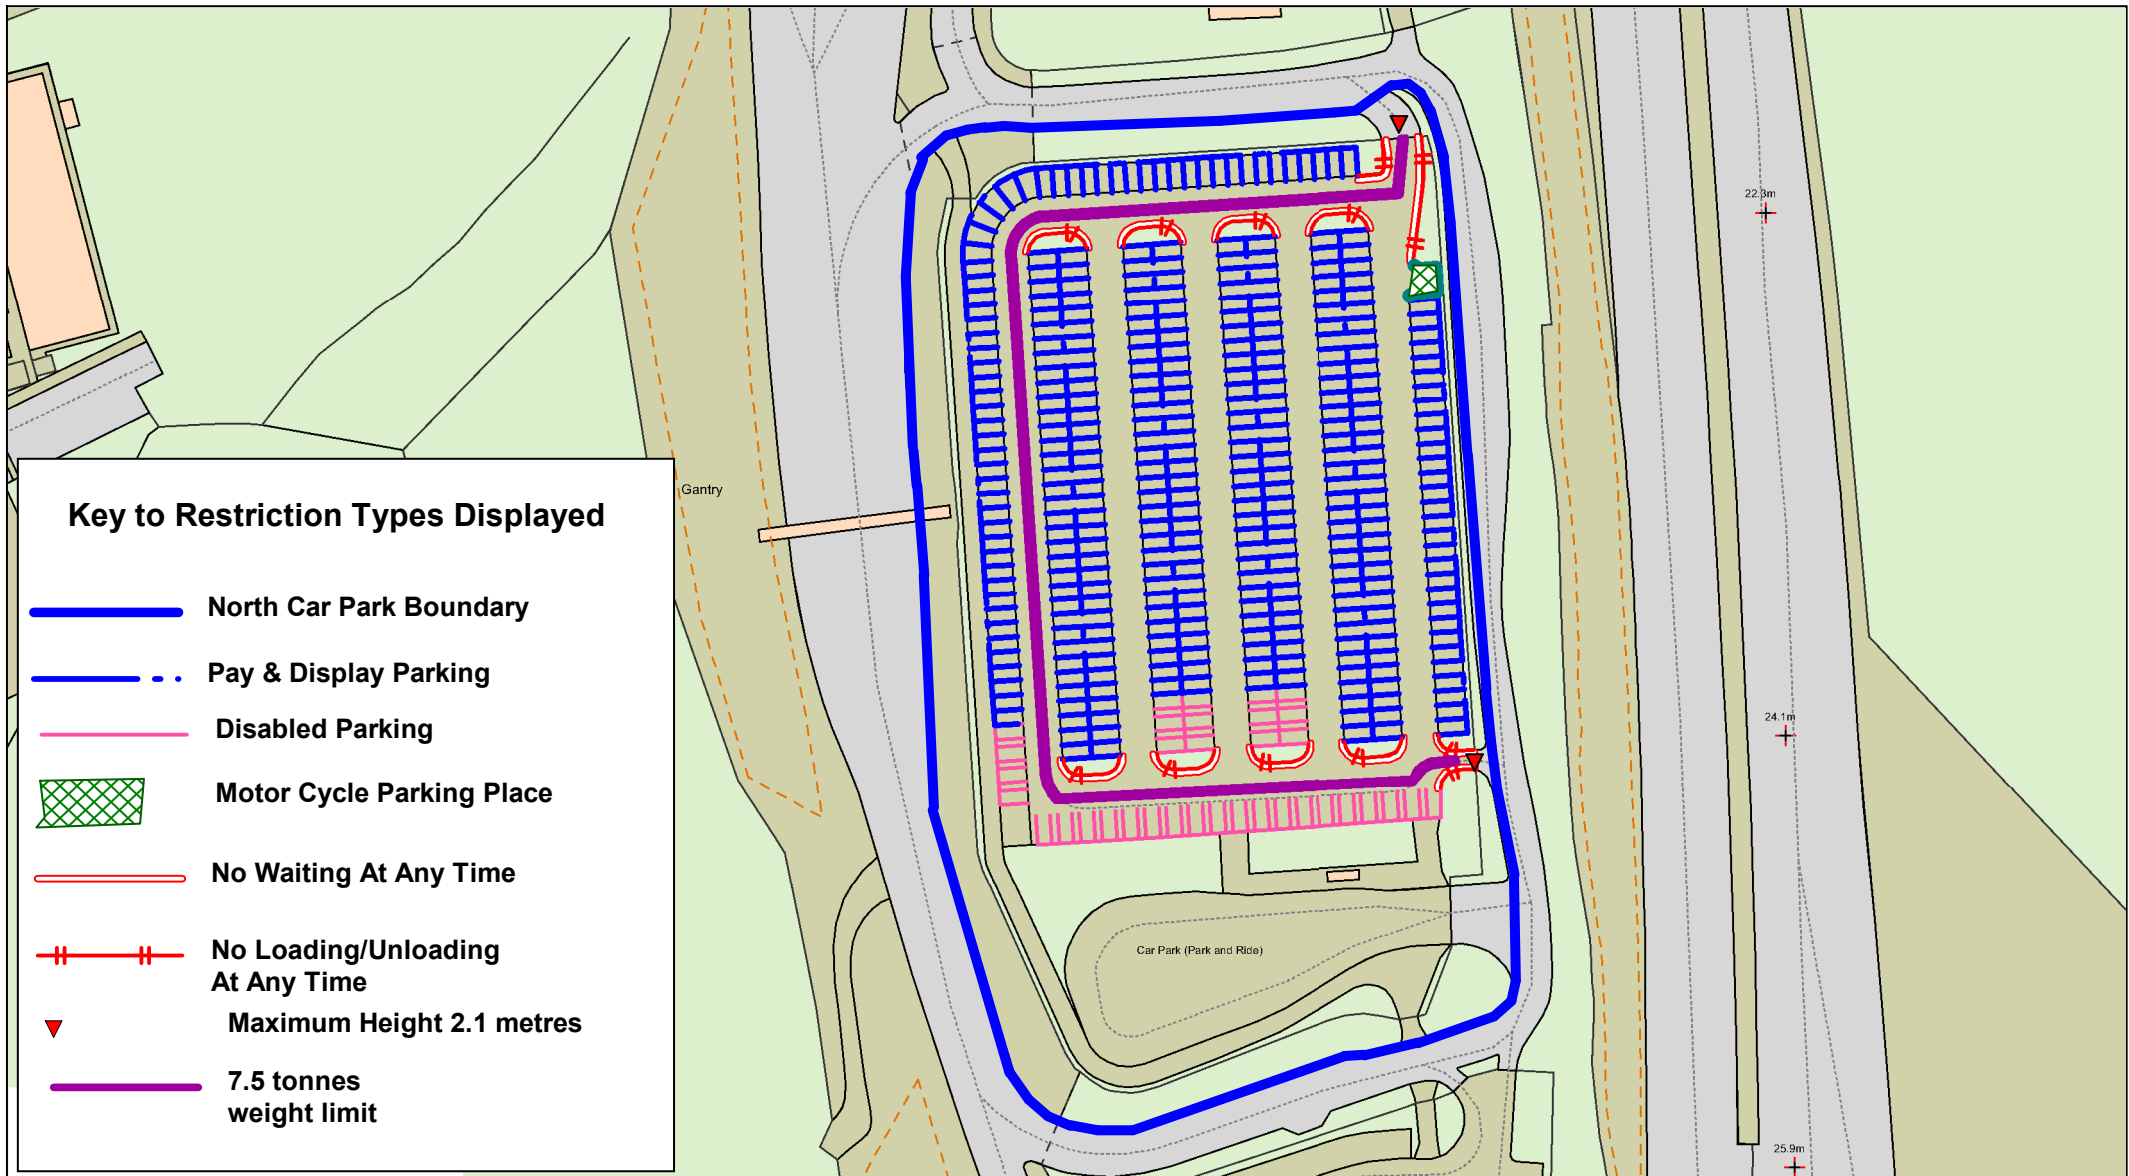 22.3m
Gantry
Key to Restriction Types Displayed
North Car Park Boundary
Pay & Display Parking
Disabled Parking
Motor Cycle Parking Place
No Waiting At Any Time
No Loading/Unloading
At Any Time
Maximum Height 2.1 metres
7.5 tonnes
weight limit
24.1m
Car Park (Park and Ride)
25.9m